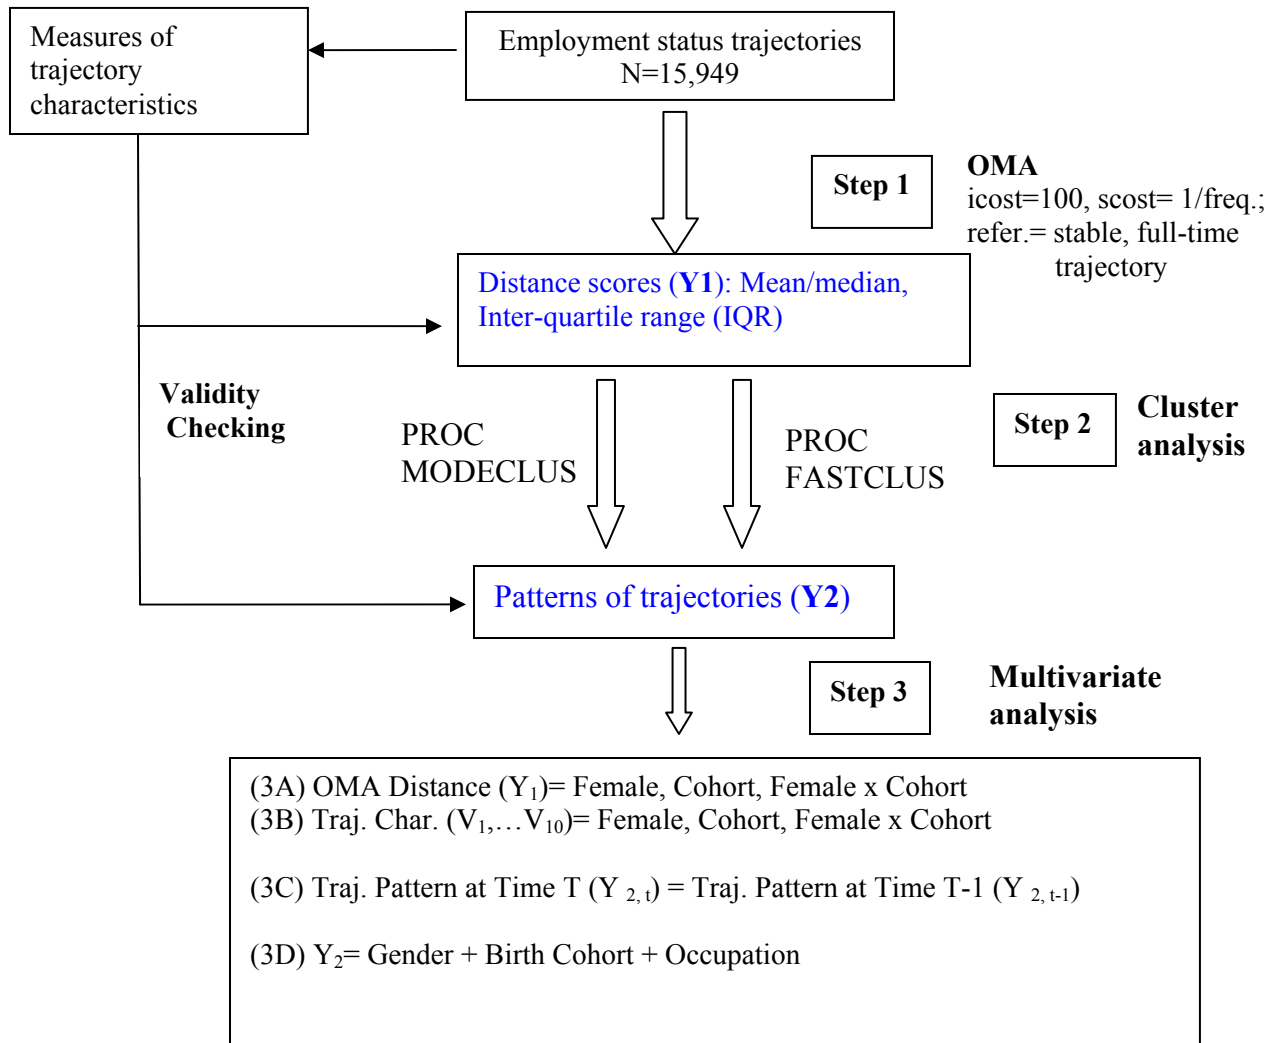 Measures of
trajectory
characteristics
Employment status trajectories
N=15,949
Step 1
OMA
icost=100, scost= 1/freq.;
refer.= stable, full-time
trajectory
Distance scores (Y1): Mean/median,
Inter-quartile range (IQR)
Validity
Checking
PROC
MODECLUS
PROC
FASTCLUS
Step 2
Cluster
analysis
Patterns of trajectories (Y2)
Step 3
Multivariate
analysis
(3A) OMA Distance (Y₁)= Female, Cohort, Female x Cohort
(3B) Traj. Char. (V₁,…V₁₀)= Female, Cohort, Female x Cohort
(3C) Traj. Pattern at Time T (Y 2, t) = Traj. Pattern at Time T-1 (Y 2, t-1)
(3D) Y₂= Gender + Birth Cohort + Occupation